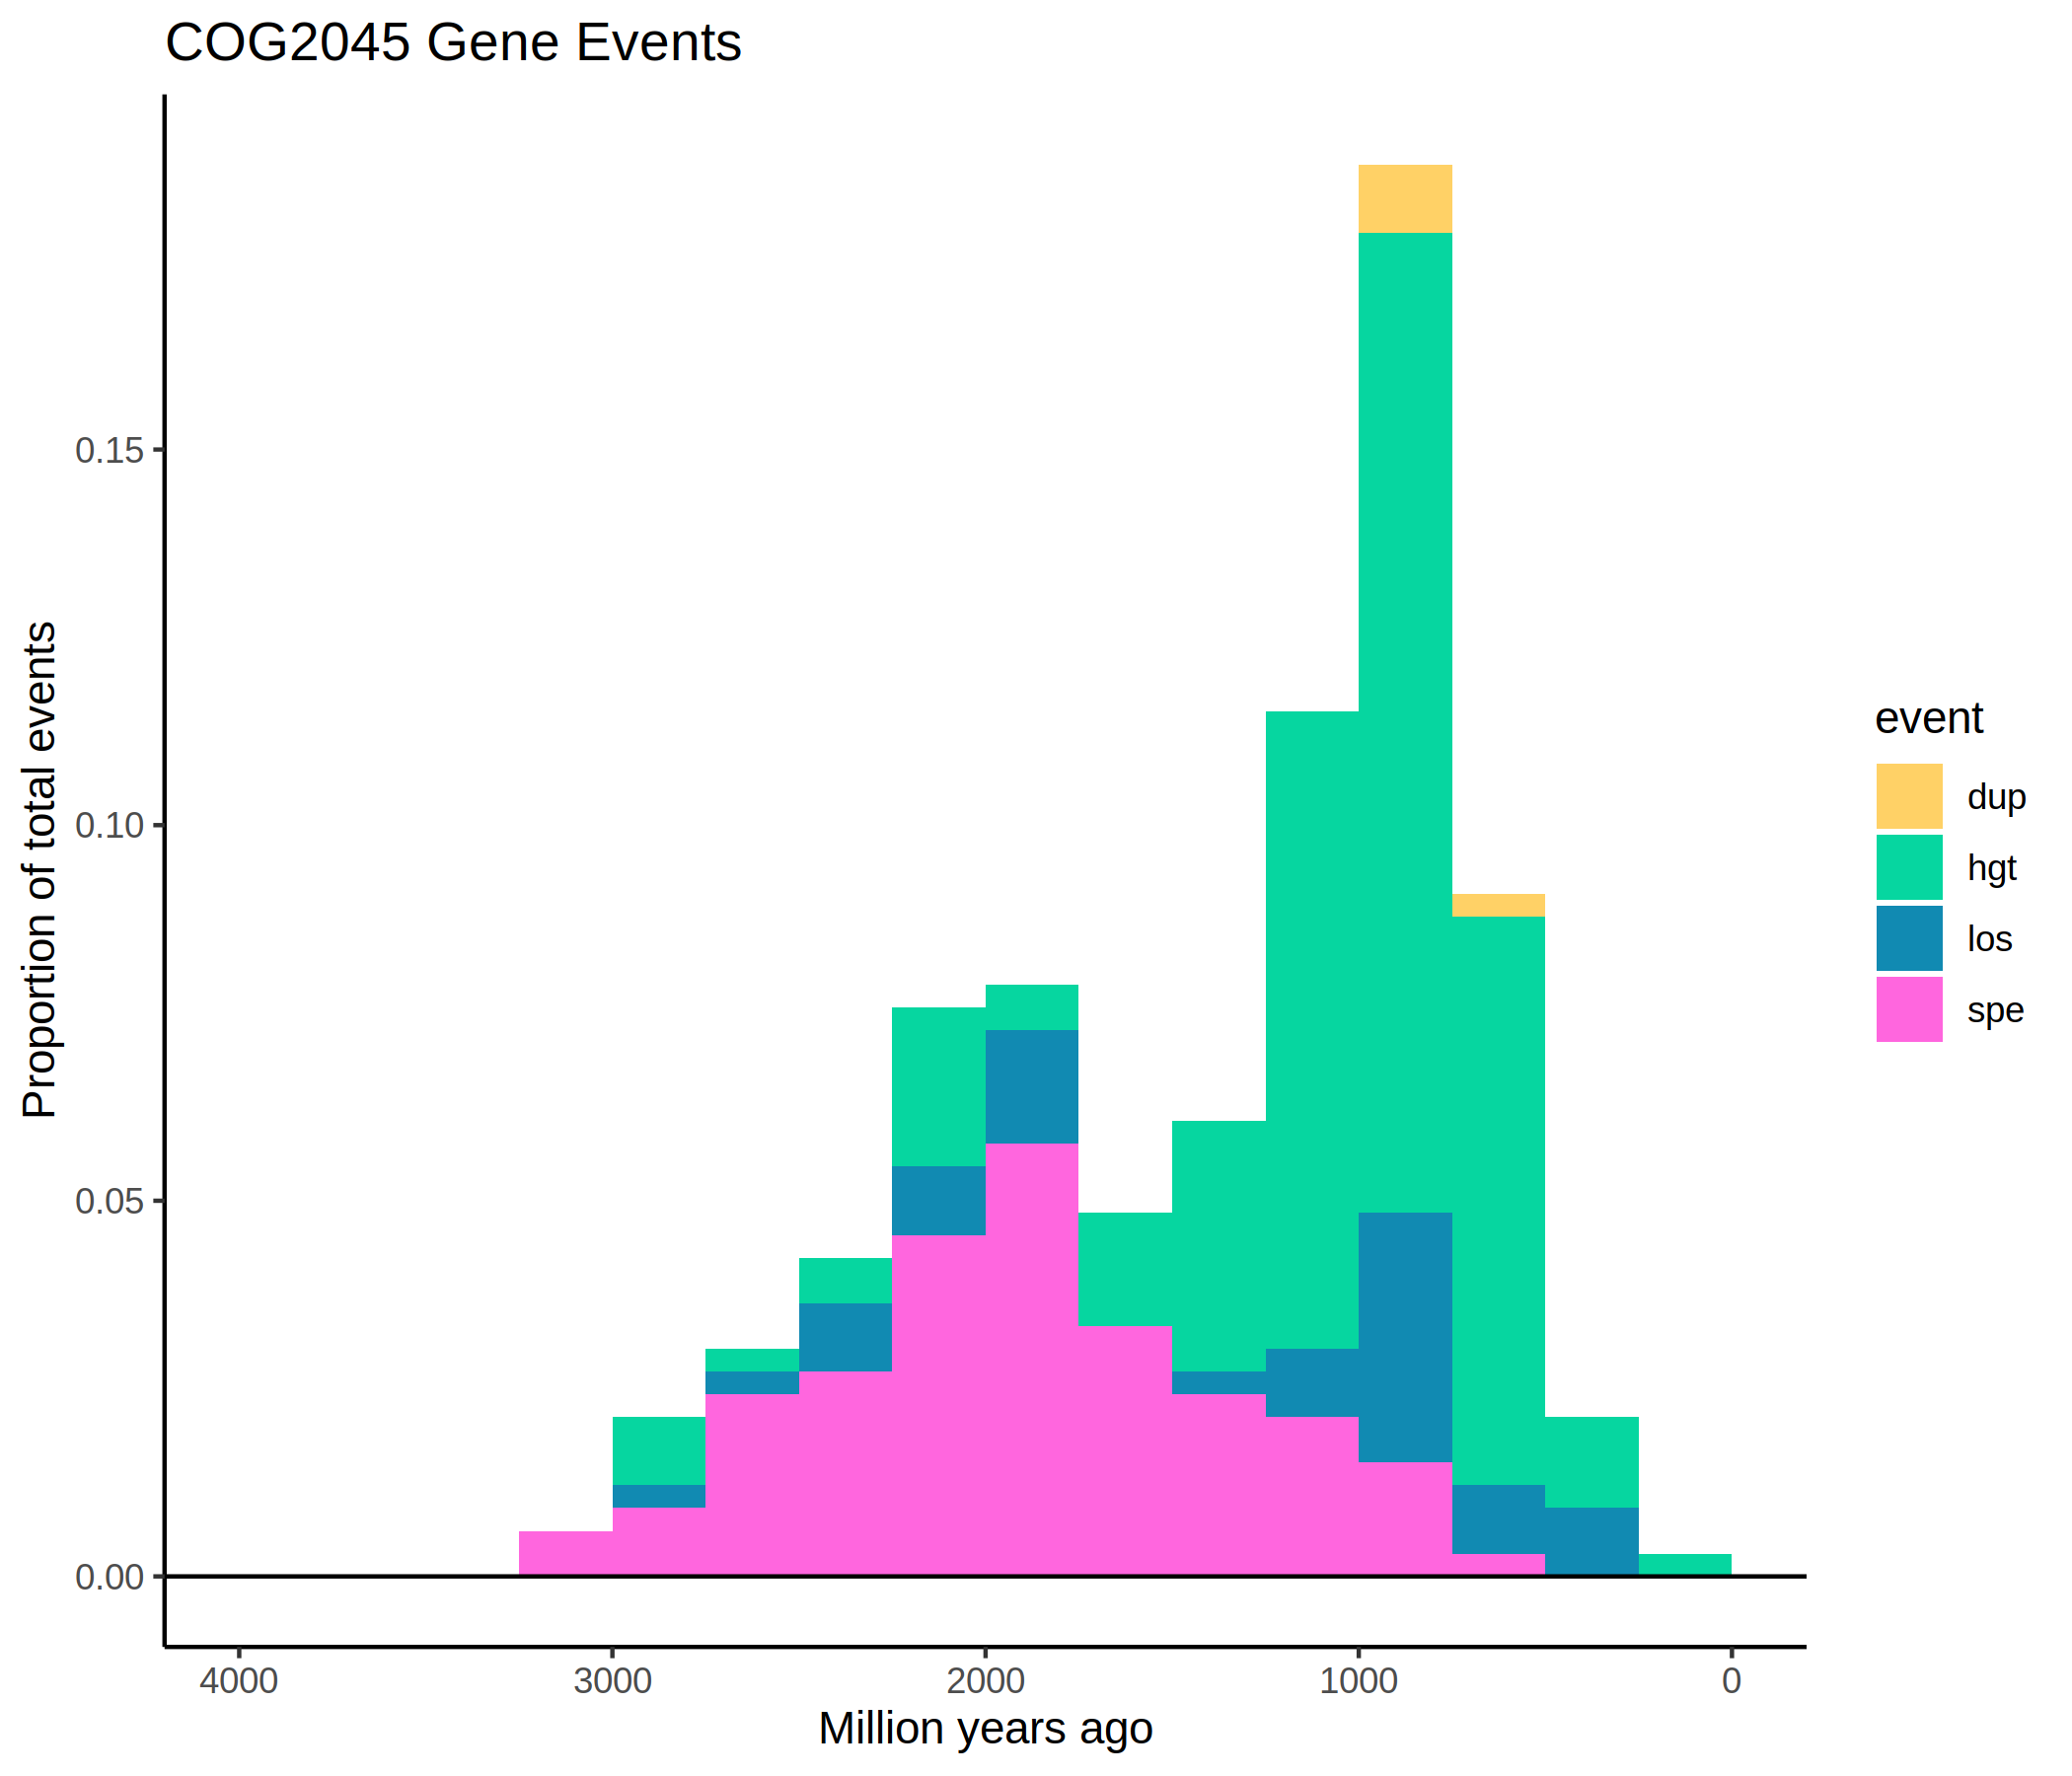 COG2045 Gene Events
Proportion of total events
0.15
0.10
0.05
0.00
4000 3000 2000 1000 0
Million years ago
event
dup
hgt
los
spe